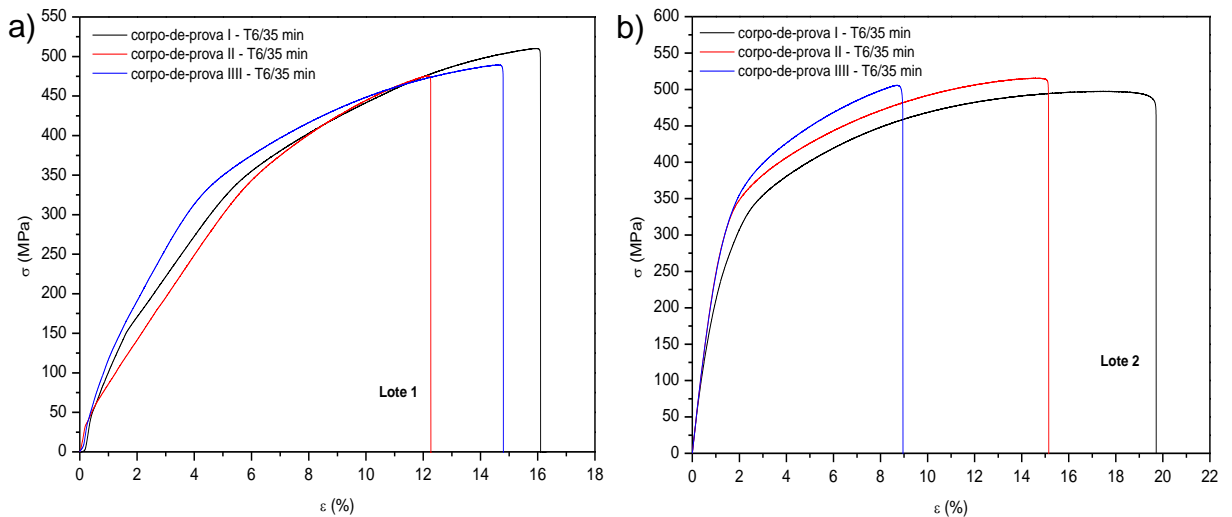 a)
corpo-de-prova I - T6/35 min
corpo-de-prova II - T6/35 min
corpo-de-prova IIII - T6/35 min
500
450
400
350
300
250
200
150
100
50
0
σ (MPa)
Lote 1
0 2 4 6 8 10 12 14 16 18
ε (%)
b)
corpo-de-prova I - T6/35 min
corpo-de-prova II - T6/35 min
corpo-de-prova IIII - T6/35 min
600
550
500
450
400
350
300
250
200
150
100
50
0
σ (MPa)
Lote 2
0 2 4 6 8 10 12 14 16 18 20 22
ε (%)